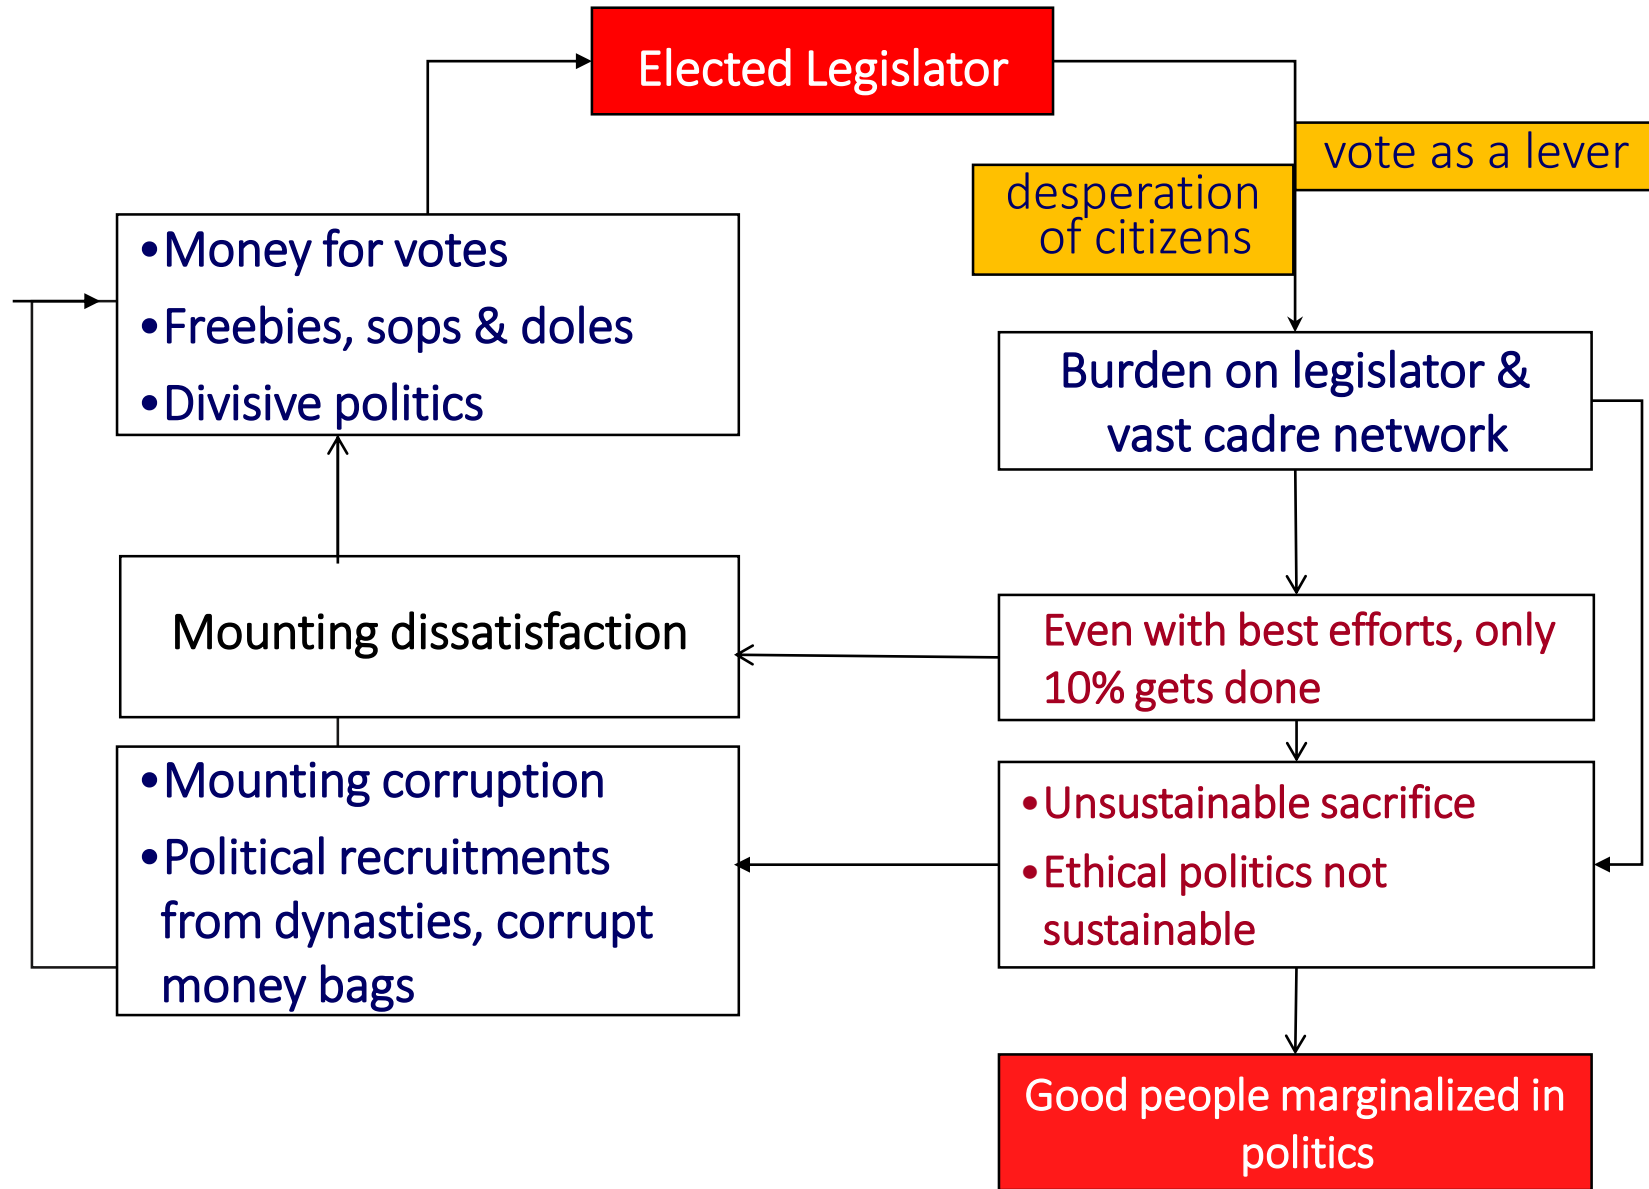 Elected Legislator
vote as a lever
desperation
of citizens
•Money for votes
•Freebies, sops & doles
•Divisive politics
Burden on legislator &
vast cadre network
Mounting dissatisfaction
Even with best efforts, only
10% gets done
•Mounting corruption
•Political recruitments
from dynasties, corrupt
money bags
•Unsustainable sacrifice
•Ethical politics not
sustainable
Good people marginalized in
politics